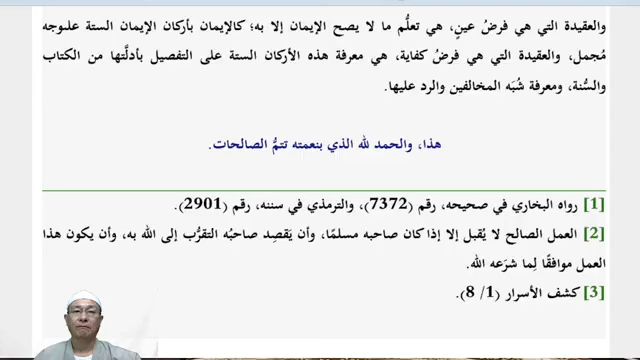 والعقيدة التي هي فرضُ عينٍ، هي تعلُّم ما لا يصح الإيمان إلا به؛ كالإيمان بأركان الإيمان الستة على وجه
مُجمل، والعقيدة التي هي فرضُ كفاية، هي معرفة هذه الأركان الستة على التفصيل بأدلَّتها من الكتاب
والسُّنة، ومعرفة شُبَه المخالفين والرد عليها.
هذا، والحمد لله الذي بنعمته تتمُّ الصالحات.
[1] رواه البخاري في صحيحه، رقم (7372)، والترمذي في سننه، رقم (2901).
[2] العمل الصالح لا يُقبل إلا إذا كان صاحبه مسلمًا، وأن يَقصِد صاحبُه التقرُّب إلى الله به، وأن يكون هذا
العمل موافقًا لِما شرَعه الله.
[3] كشف الأسرار (1/ 8).